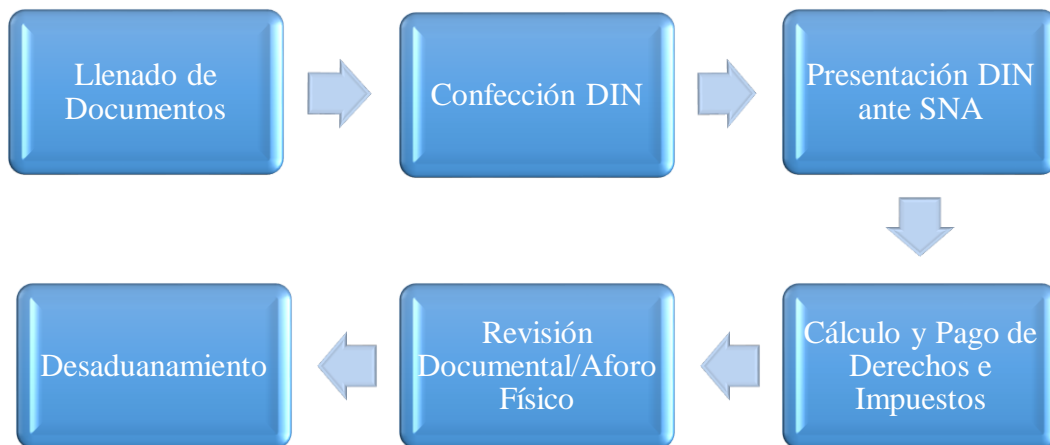 Llenado de
Documentos
Confección DIN
Presentación DIN
ante SNA
Cálculo y Pago de
Derechos e
Impuestos
Revisión
Documental/Aforo
Físico
Desaduanamiento